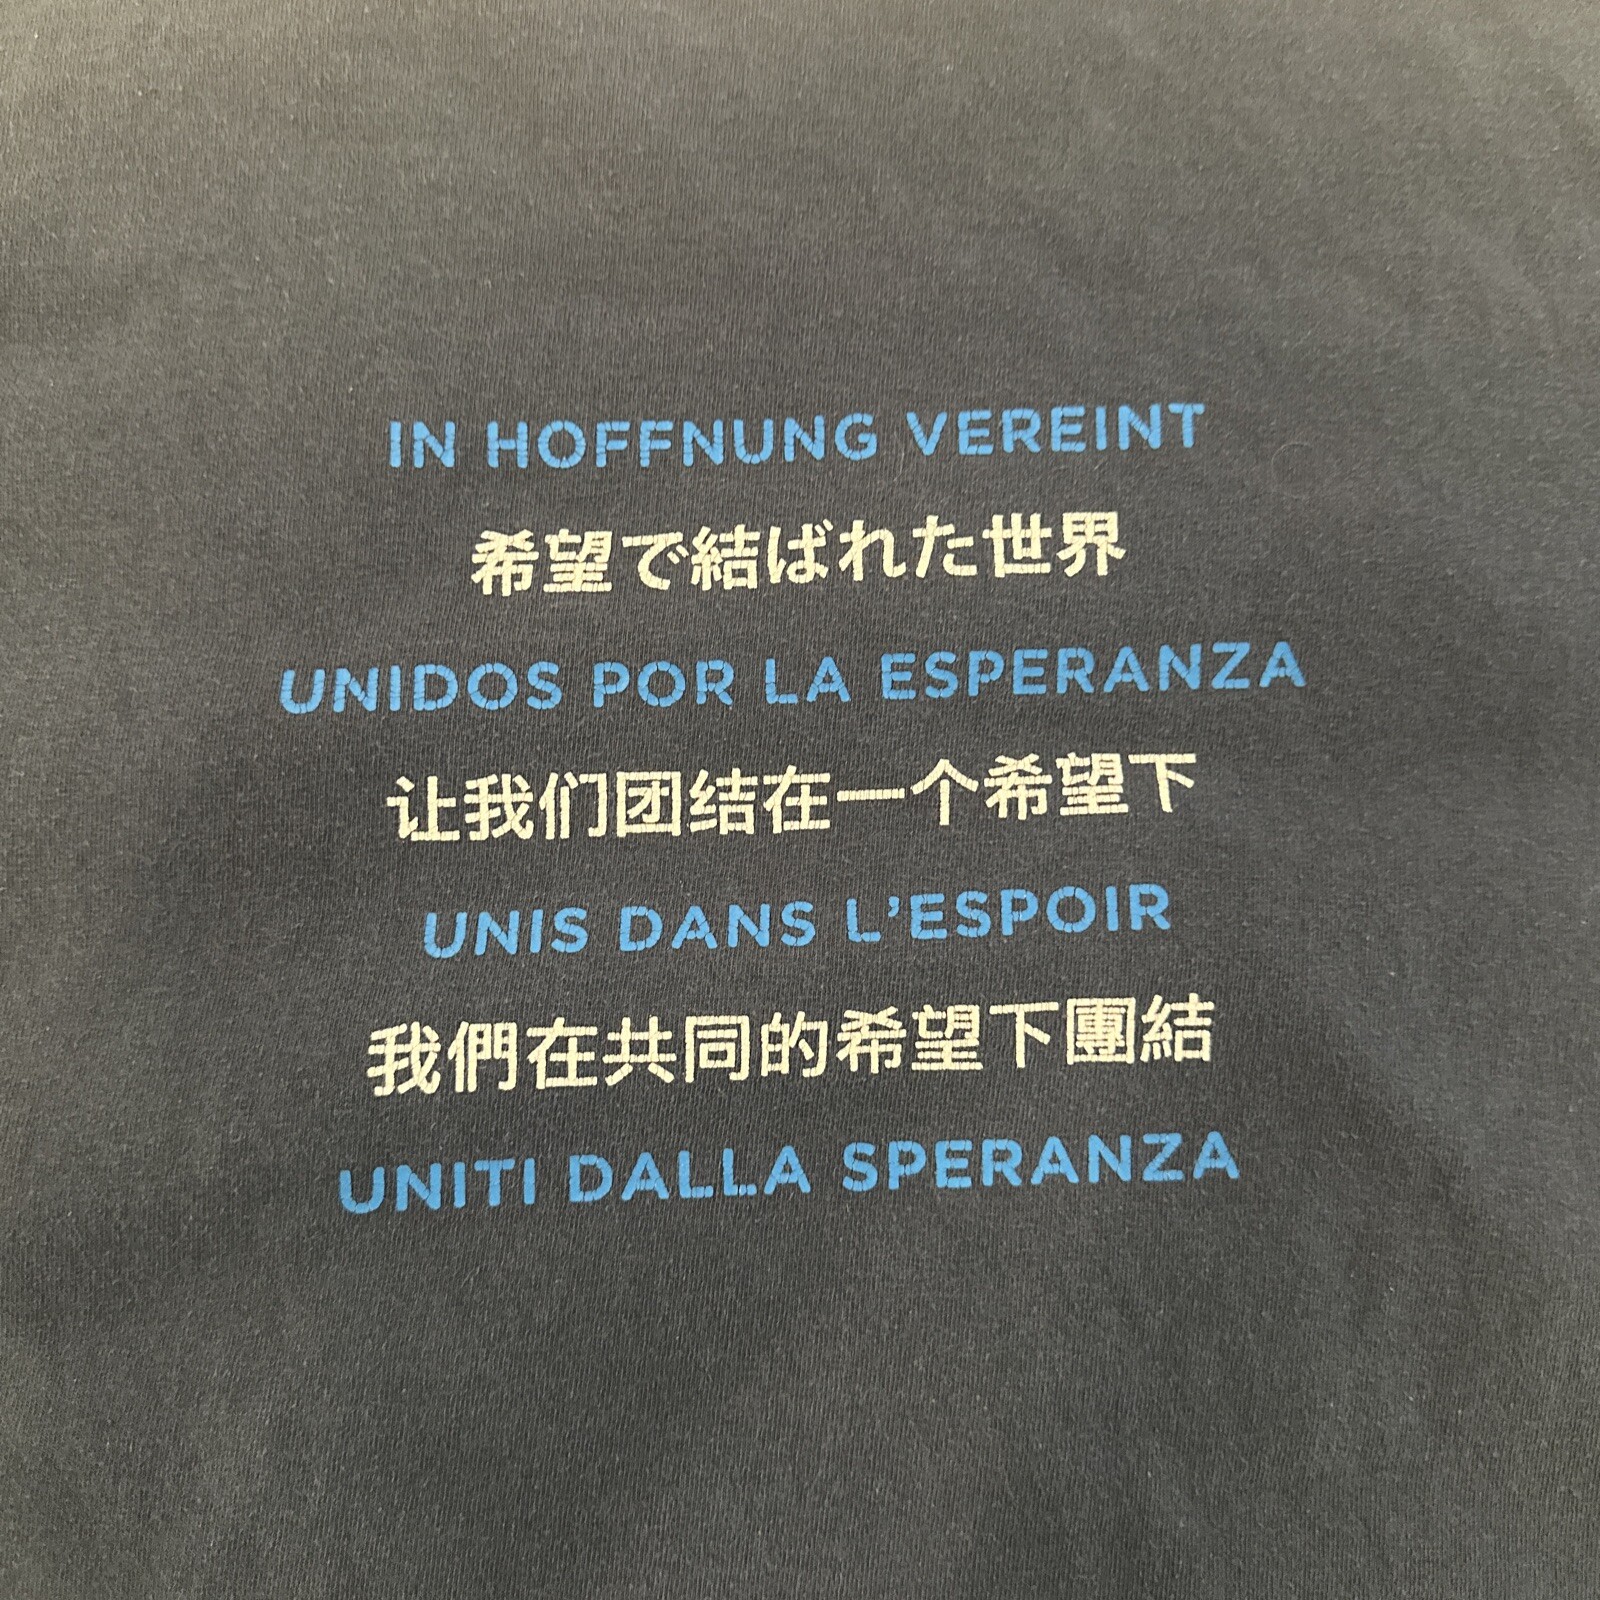 IN HOFFNUNG VEREINT
希望で結ばれた世界
UNIDOS POR LA ESPERANZA
让我们团结在一个希望下
UNIS DANS L’ESPOIR
我們在共同的希望下團結
UNITI DALLA SPERANZA